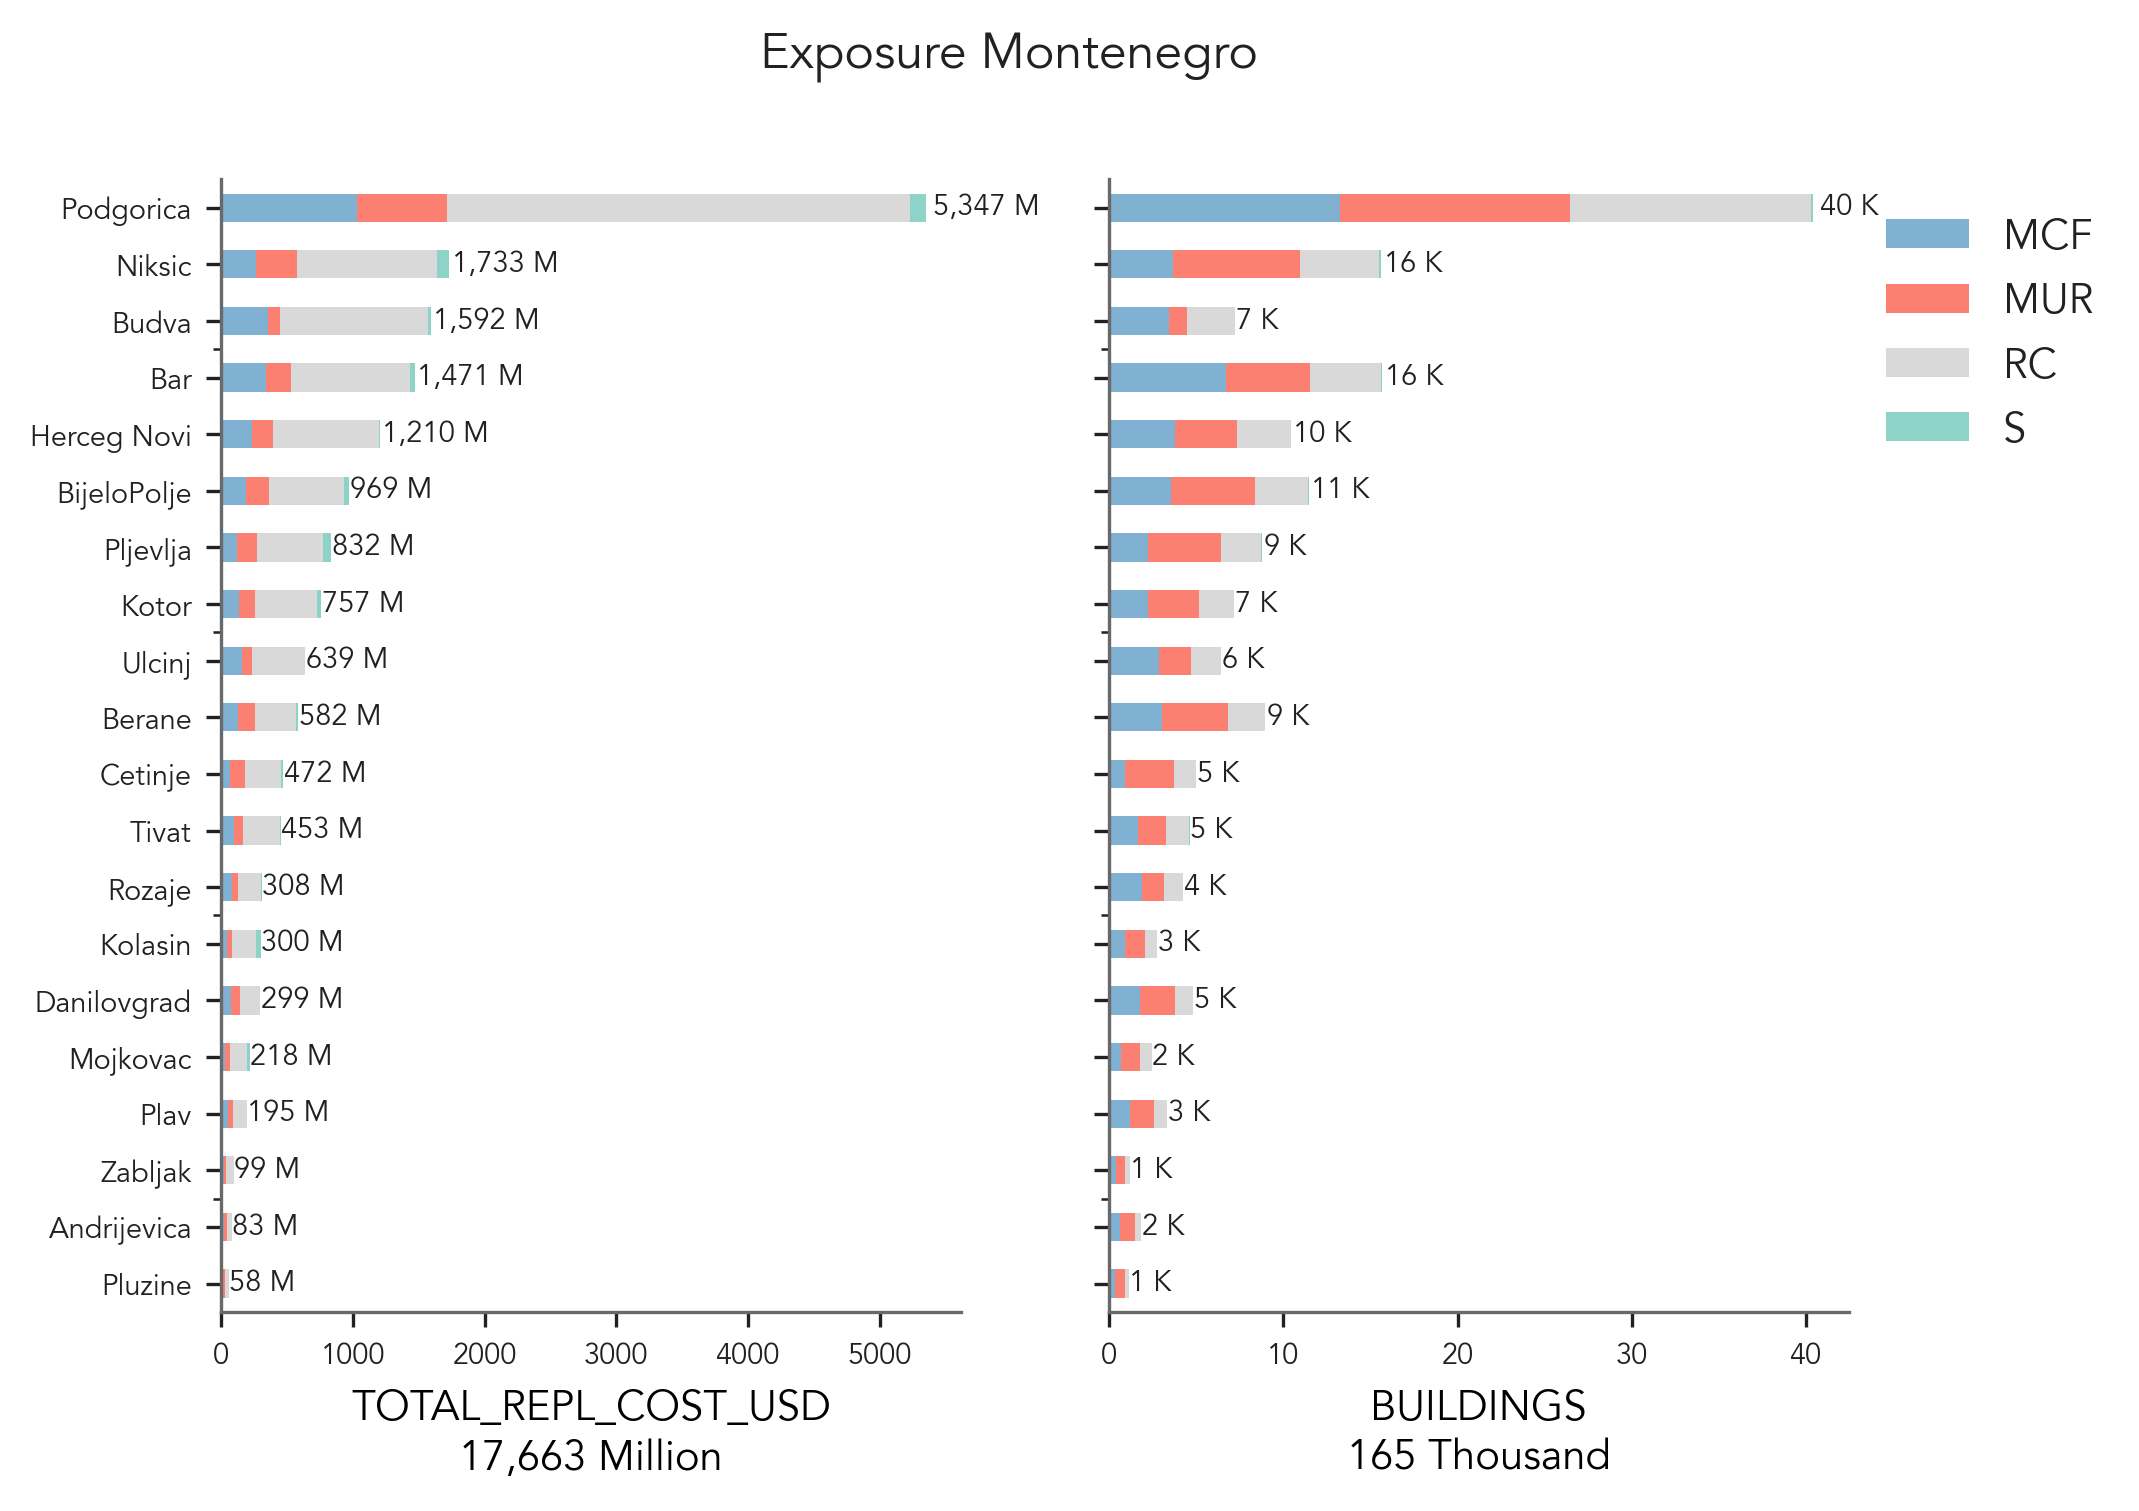 Exposure Montenegro
Podgorica 5,347 M 40 K
Niksic 1,733 M 16 K
Budva 1,592 M 7 K
Bar 1,471 M 16 K
Herceg Novi 1,210 M 10 K
BijeloPolje 969 M 11 K
Pljevlja 832 M 9 K
Kotor 757 M 7 K
Ulcinj 639 M 6 K
Berane 582 M 9 K
Cetinje 472 M 5 K
Tivat 453 M 5 K
Rozaje 308 M 4 K
Kolasin 300 M 3 K
Danilovgrad 299 M 5 K
Mojkovac 218 M 2 K
Plav 195 M 3 K
Zabljak 99 M 1 K
Andrijevica 83 M 2 K
Pluzine 58 M 1 K
0 1000 2000 3000 4000 5000
TOTAL_REPL_COST_USD
17,663 Million
0 10 20 30 40
BUILDINGS
165 Thousand
MCF
MUR
RC
S